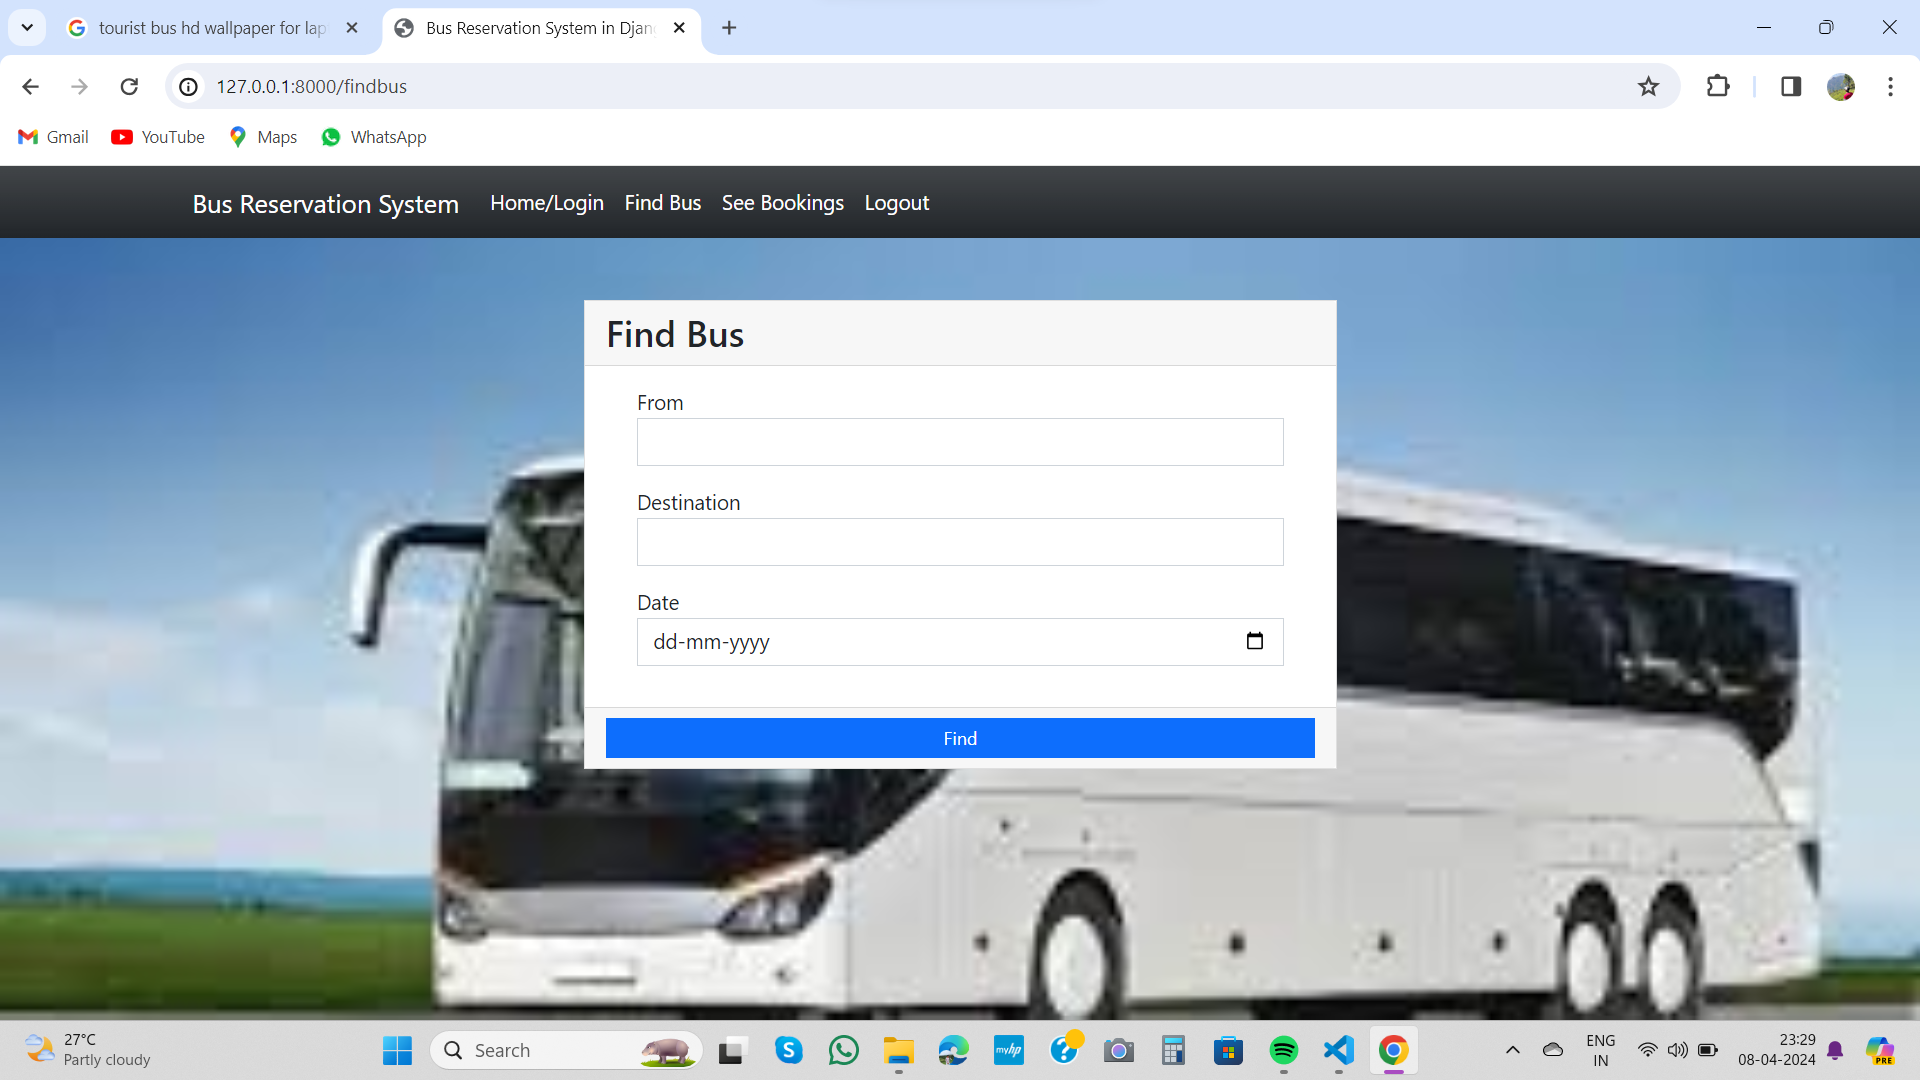 tourist bus hd wallpaper for lap
Bus Reservation System in Djan
127.0.0.1:8000/findbus
Gmail
YouTube
Maps
WhatsApp
Bus Reservation System
Home/Login
Find Bus
See Bookings
Logout
Find Bus
From
Destination
Date
dd-mm-yyyy
Find
27°C
Partly cloudy
Search
myhp
ENG
IN
23:29
08-04-2024
PRE